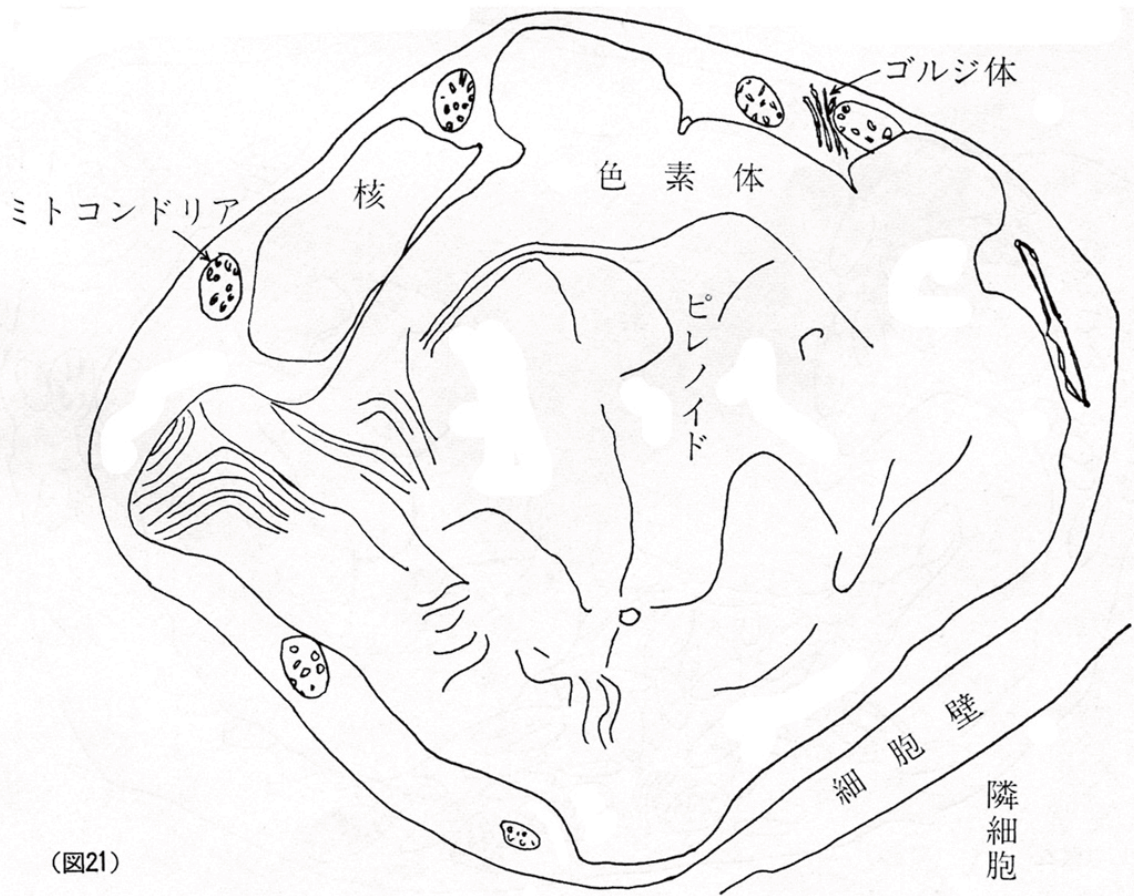 ゴルジ体
色素体
核
ミトコンドリア
ピレノイド
細胞壁
隣細胞
(図21)